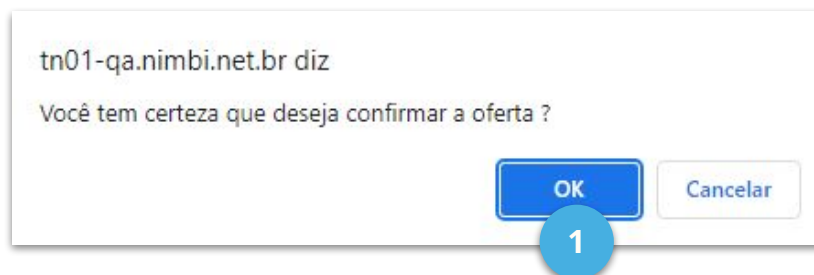 tn01-qa.nimbi.net.br diz
Você tem certeza que deseja confirmar a oferta ?
OK
Cancelar
1